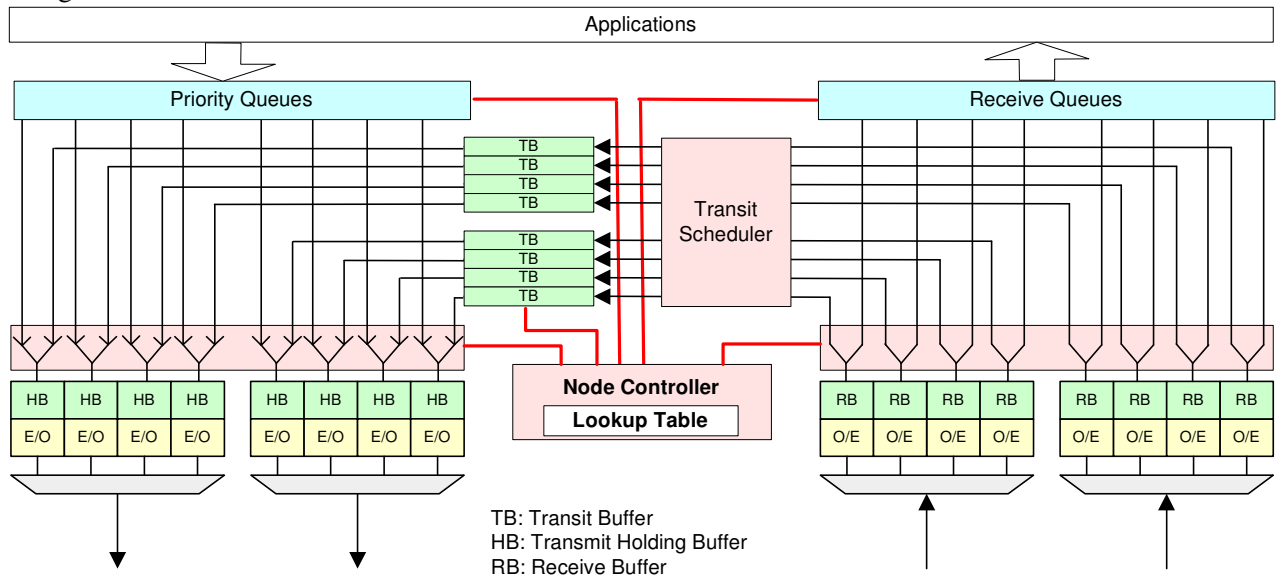 Applications
Priority Queues
Receive Queues
TB
TB
TB
TB
Transit
Scheduler
TB
TB
TB
TB
Node Controller
Lookup Table
HB HB HB HB HB HB HB HB
RB RB RB RB RB RB RB RB
E/O E/O E/O E/O E/O E/O E/O E/O
O/E O/E O/E O/E O/E O/E O/E O/E
TB: Transit Buffer
HB: Transmit Holding Buffer
RB: Receive Buffer